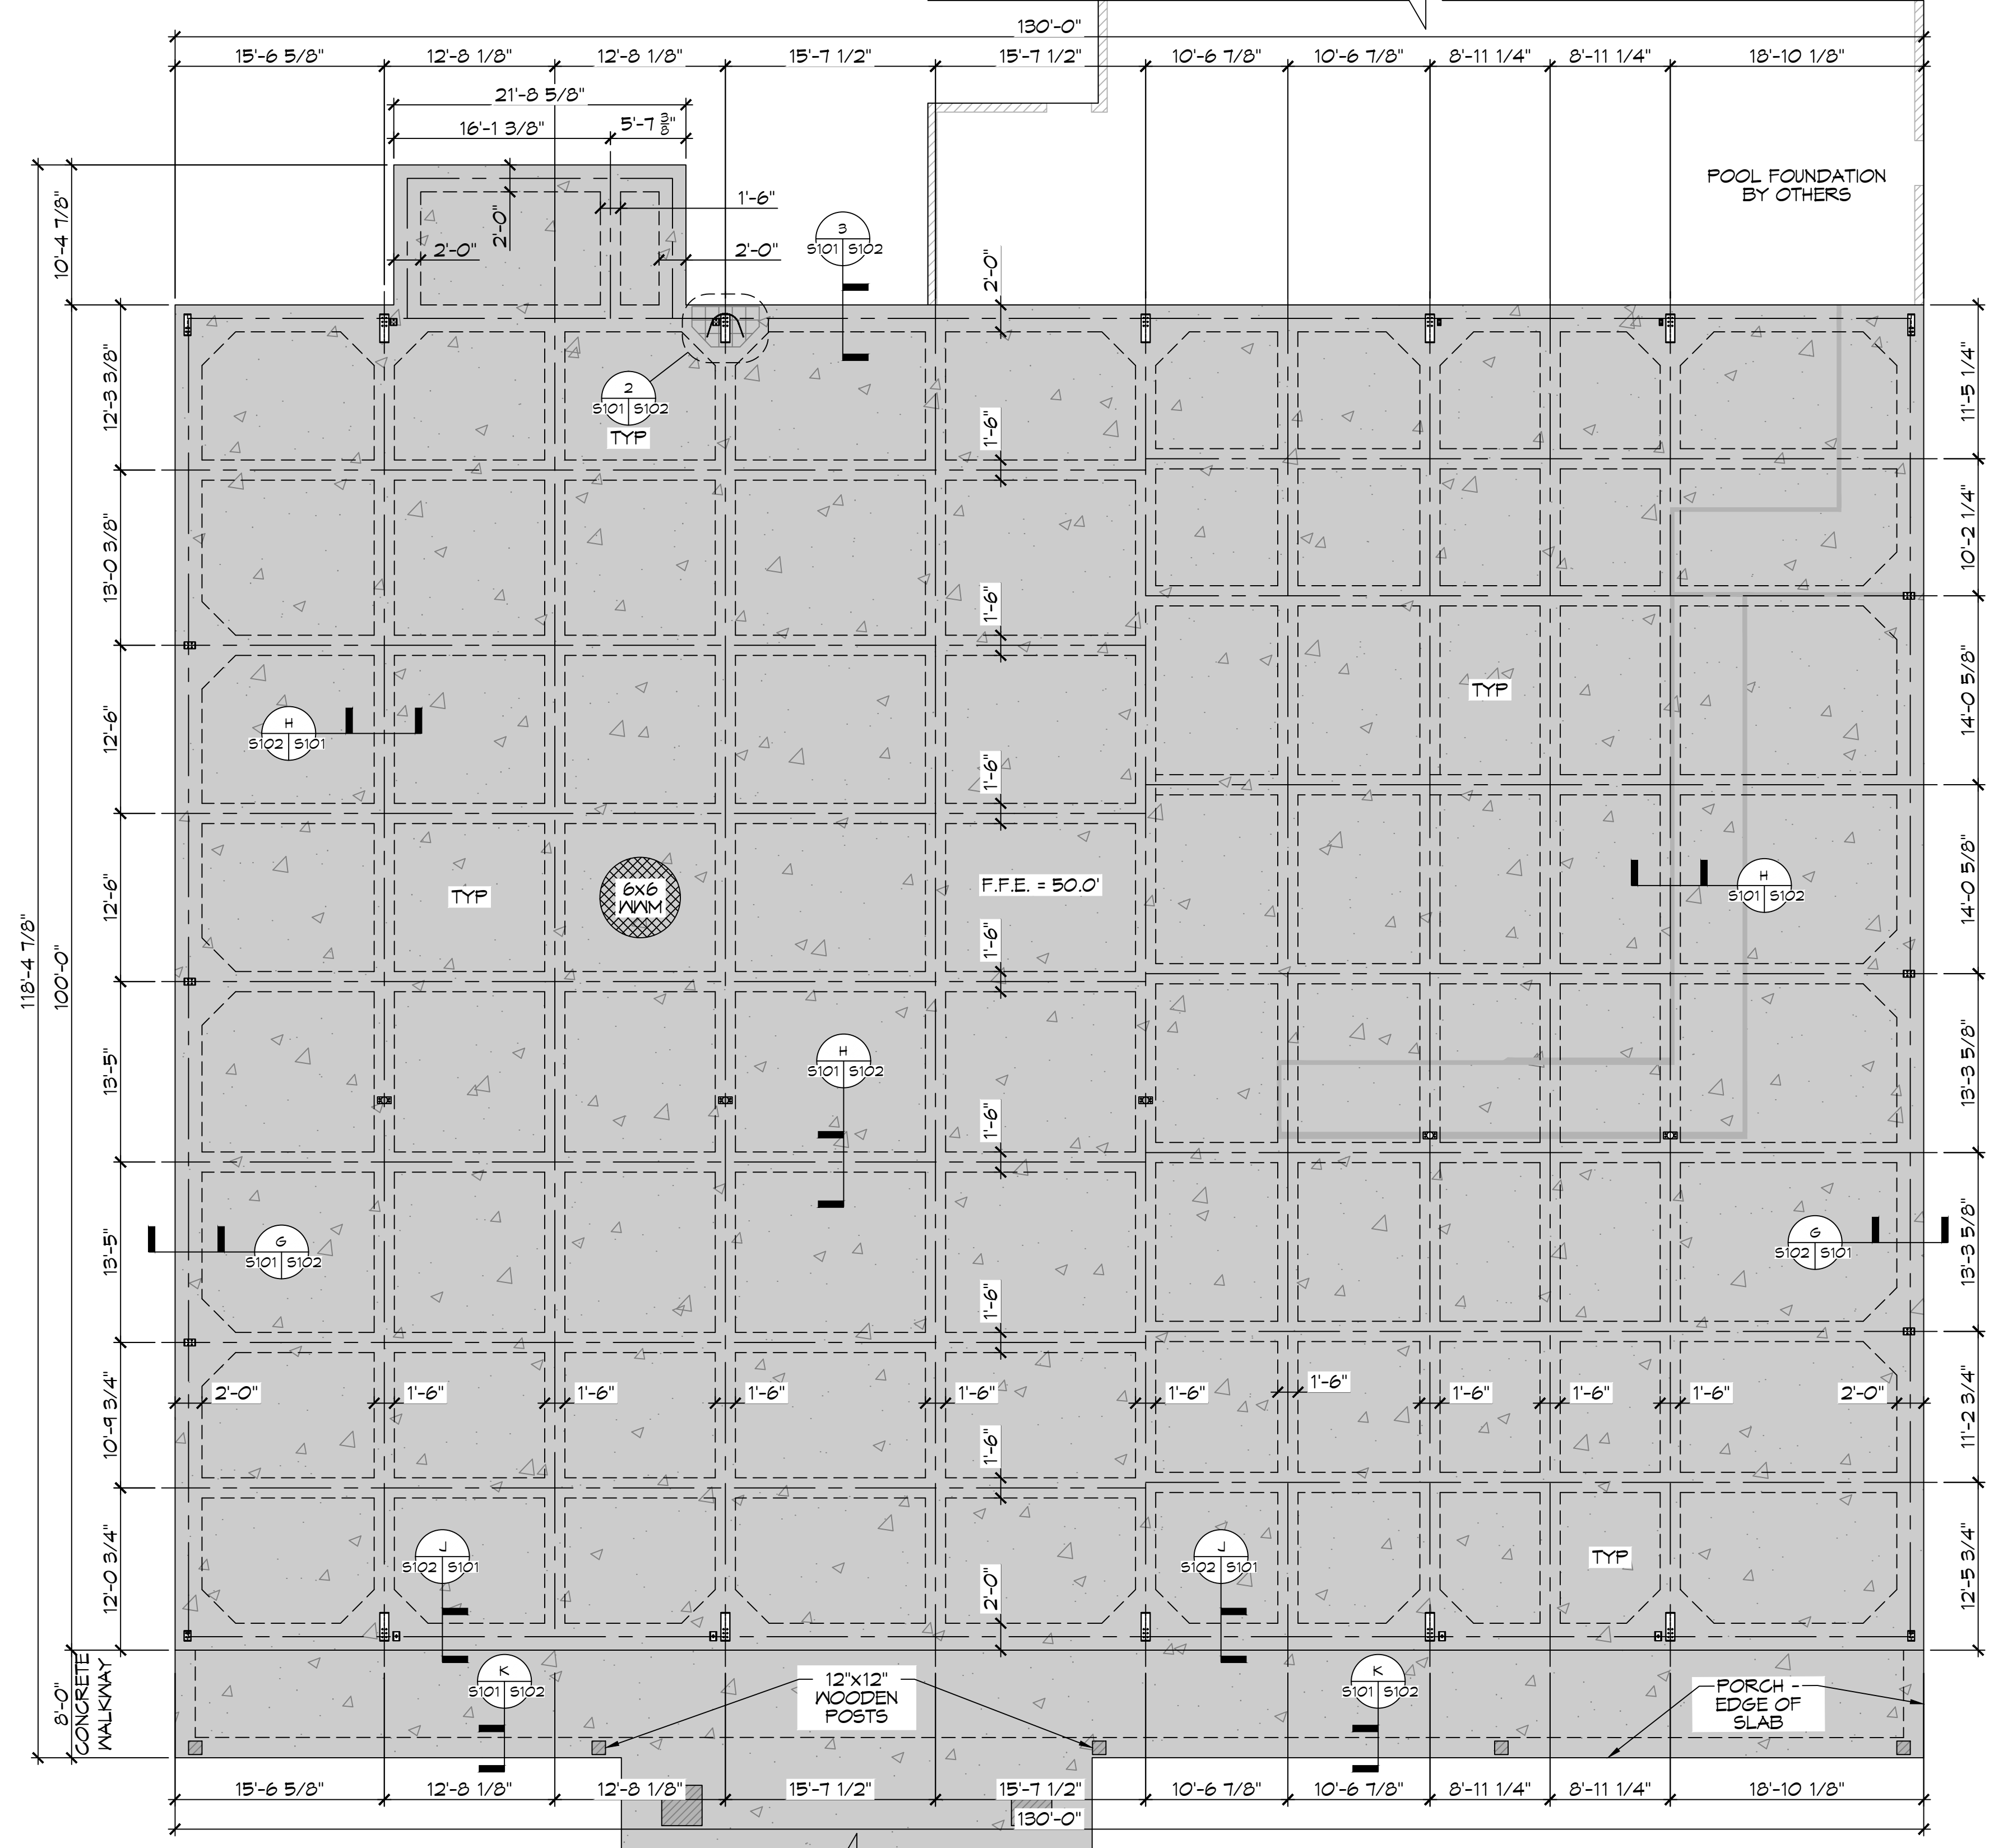 130'-0"
15'-6 5/8" 12'-8 1/8" 12'-8 1/8" 15'-7 1/2" 15'-7 1/2" 10'-6 7/8" 10'-6 7/8" 8'-11 1/4" 8'-11 1/4" 18'-10 1/8"
21'-8 5/8"
16'-1 3/8" 5'-7 3/8"
POOL FOUNDATION
BY OTHERS
1'-6"
2'-0"
2'-0"
2'-0"
3
S101 S102
2'-0"
10'-4 7/8"
118'-4 7/8"
100'-0"
12'-3 3/8"
13'-0 3/8"
12'-6"
12'-6"
13'-5"
13'-5"
10'-9 3/4"
12'-0 3/4"
8'-0"
CONCRETE
WALKWAY
11'-5 1/4"
10'-2 1/4"
14'-0 5/8"
14'-0 5/8"
13'-3 5/8"
13'-3 5/8"
11'-2 3/4"
12'-5 3/4"
2
S101 S102
TYP
1'-6"
1'-6"
TYP
H
S102 S101
1'-6"
TYP
6x6
WWM
F.F.E. = 50.0'
H
S101 S102
1'-6"
H
S101 S102
1'-6"
G
S101 S102
G
S102 S101
1'-6"
2'-0" 1'-6" 1'-6" 1'-6" 1'-6" 1'-6" 1'-6" 1'-6" 1'-6" 1'-6" 2'-0"
1'-6"
J
S102 S101
J
S102 S101
TYP
2'-0"
K
S101 S102
12"x12"
WOODEN
POSTS
K
S101 S102
PORCH -
EDGE OF
SLAB
15'-6 5/8" 12'-8 1/8" 12'-8 1/8" 15'-7 1/2" 15'-7 1/2" 10'-6 7/8" 10'-6 7/8" 8'-11 1/4" 8'-11 1/4" 18'-10 1/8"
130'-0"